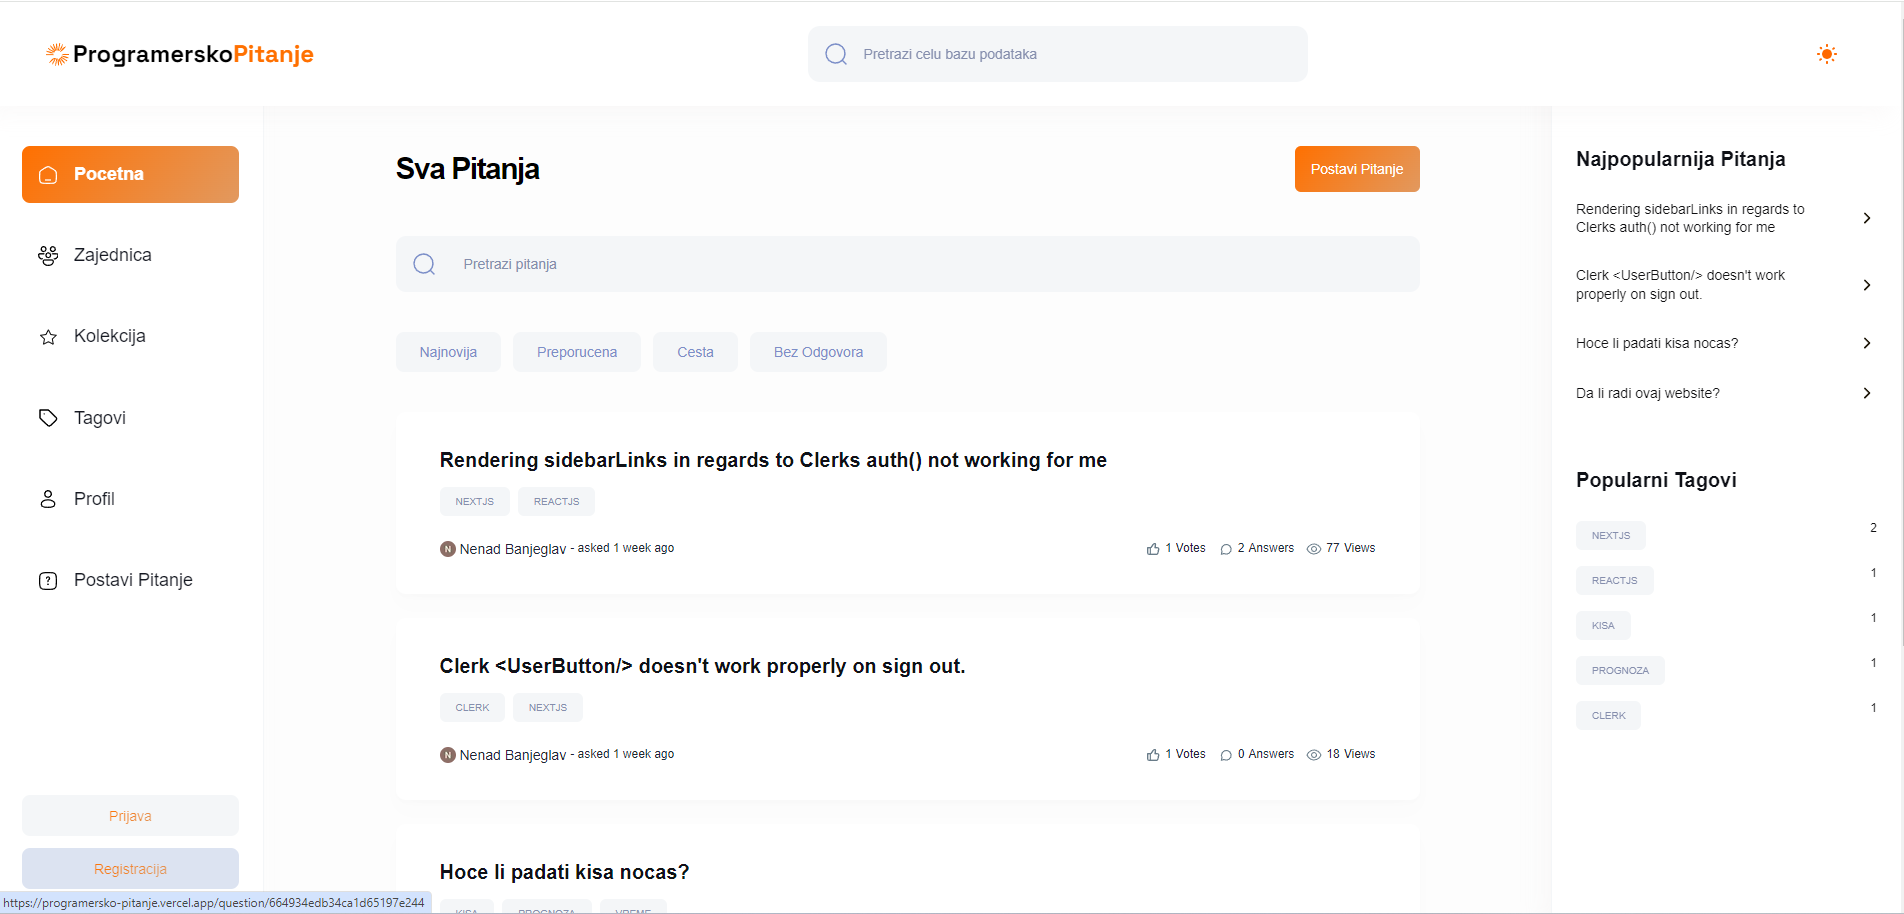 ProgramerskoPitanje
Pretrazi celu bazu podataka
Pocetna
Zajednica
Kolekcija
Tagovi
Profil
Postavi Pitanje
Prijava
Registracija
Sva Pitanja
Postavi Pitanje
Pretrazi pitanja
Najnovija
Preporucena
Cesta
Bez Odgovora
Rendering sidebarLinks in regards to Clerks auth() not working for me
NEXTJS
REACTJS
N Nenad Banjeglav - asked 1 week ago
1 Votes
2 Answers
77 Views
Clerk <UserButton/> doesn't work properly on sign out.
CLERK
NEXTJS
N Nenad Banjeglav - asked 1 week ago
1 Votes
0 Answers
18 Views
Hoce li padati kisa nocas?
KISA
PROGNOZA
VREME
Najpopularnija Pitanja
Rendering sidebarLinks in regards to
Clerks auth() not working for me
Clerk <UserButton/> doesn't work
properly on sign out.
Hoce li padati kisa nocas?
Da li radi ovaj website?
Popularni Tagovi
NEXTJS 2
REACTJS 1
KISA 1
PROGNOZA 1
CLERK 1
https://programersko-pitanje.vercel.app/question/664934edb34ca1d65197e244